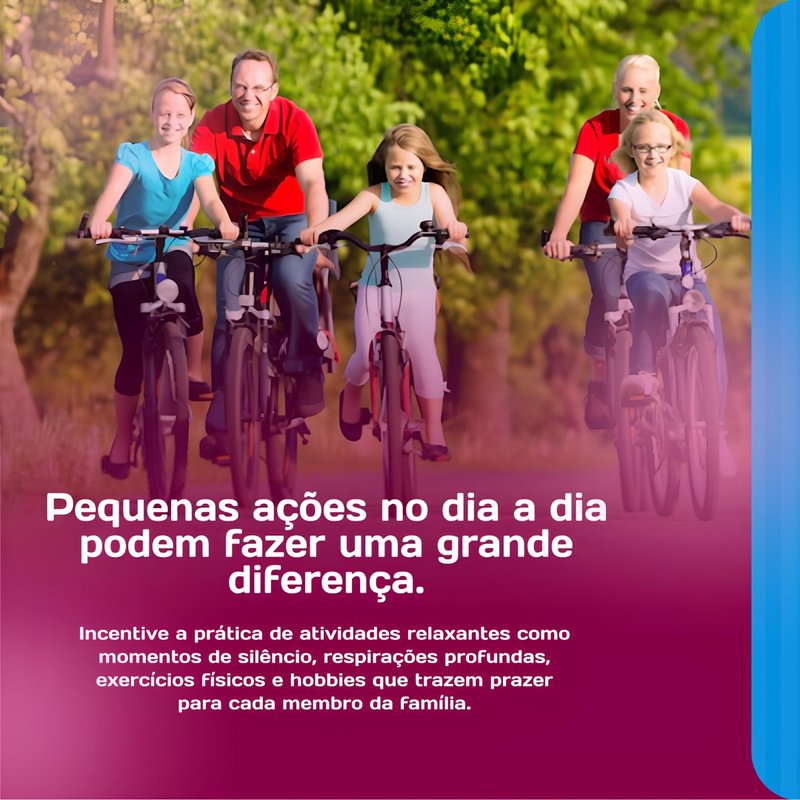 Pequenas ações no dia a dia
podem fazer uma grande
diferença.
Incentive a prática de atividades relaxantes como
momentos de silêncio, respirações profundas,
exercícios físicos e hobbies que trazem prazer
para cada membro da família.